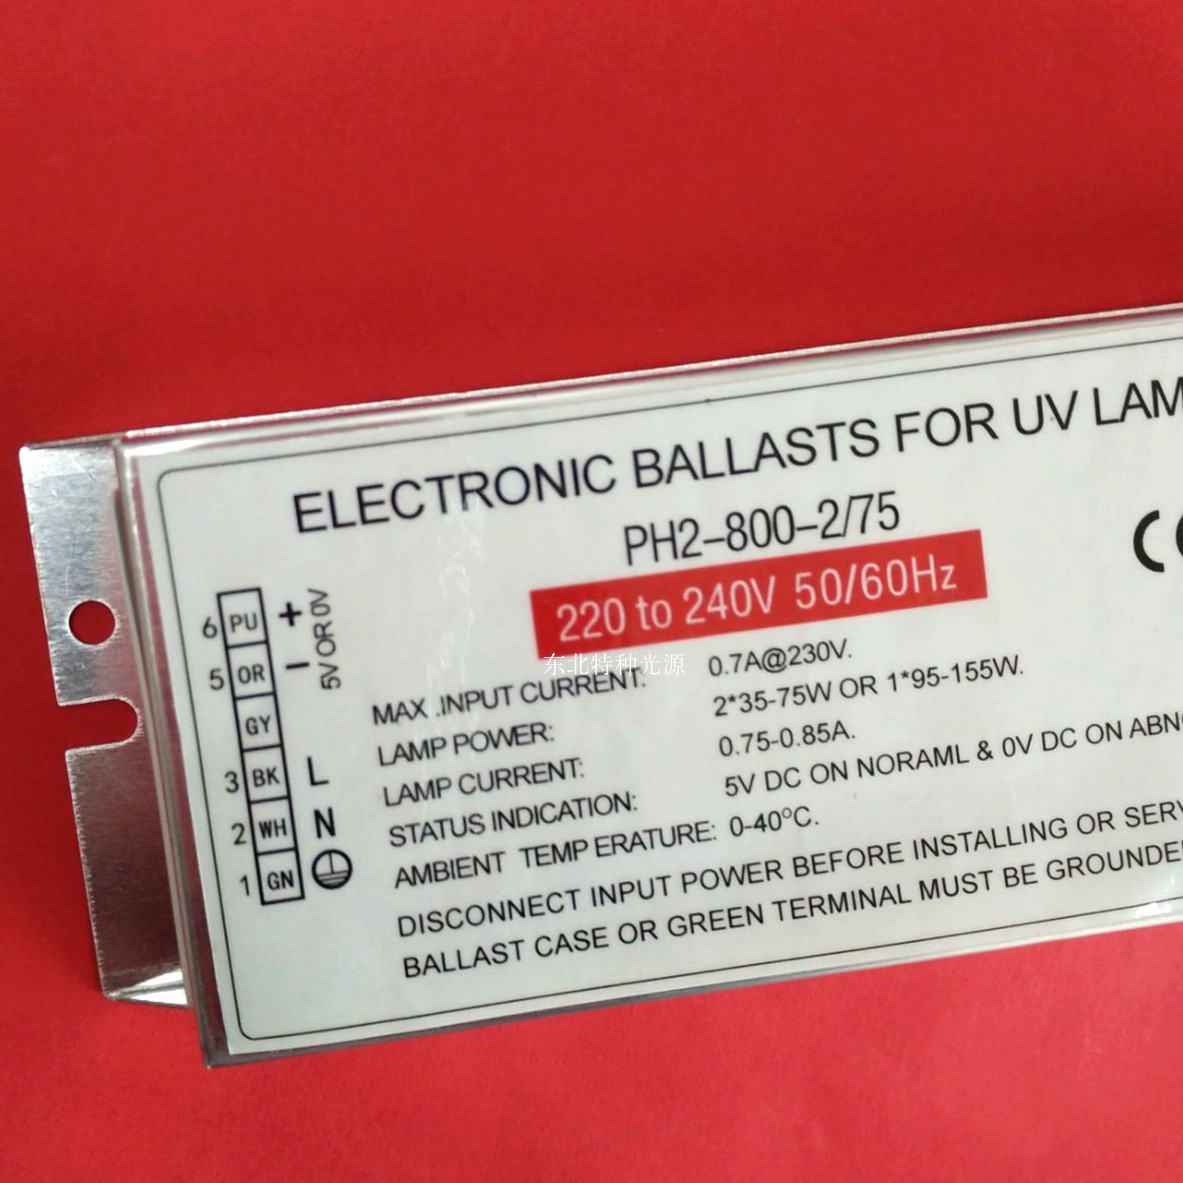 ELECTRONIC BALLASTS FOR UV LAM
PH2-800-2/75
220 to 240V 50/60Hz
东北特种光源
MAX .INPUT CURRENT: 0.7A@230V.
LAMP POWER: 2*35-75W OR 1*95-155W.
LAMP CURRENT: 0.75-0.85A.
STATUS INDICATION: 5V DC ON NORAML & 0V DC ON ABN
AMBIENT TEMP ERATURE: 0-40°C.
DISCONNECT INPUT POWER BEFORE INSTALLING OR SERV
BALLAST CASE OR GREEN TERMINAL MUST BE GROUNDE
6 PU +
5 OR -
5V OR 0V
GY
3 BK L
2 WH N
1 GN
C